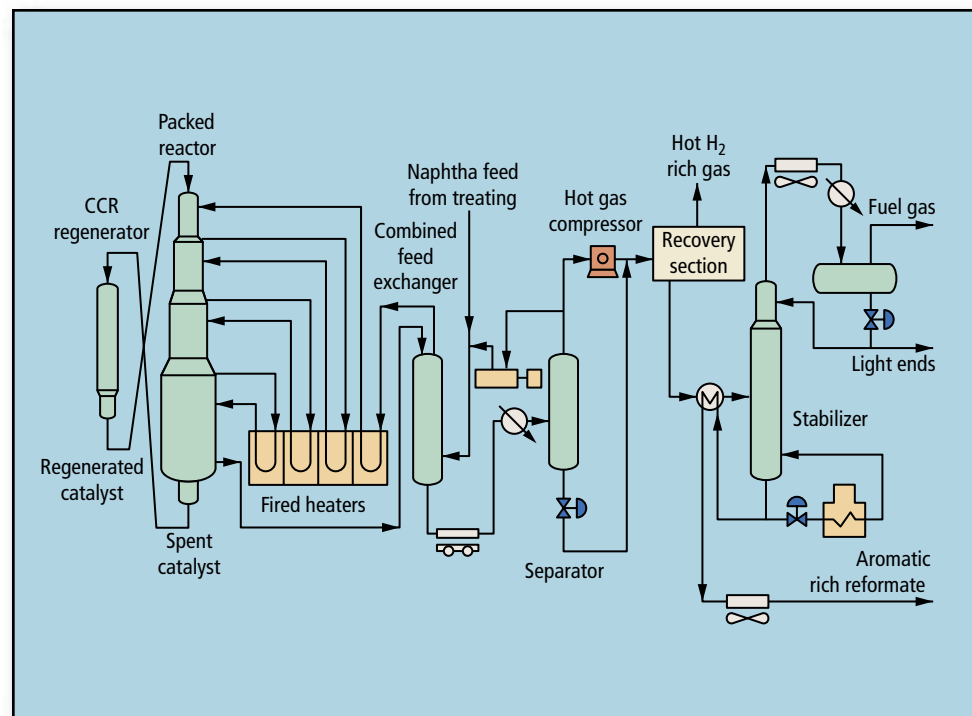 Packed
reactor
CCR
regenerator
Naphtha feed
from treating
Combined
feed
exchanger
Hot gas
compressor
Hot H₂
rich gas
Recovery
section
Fuel gas
Light ends
Stabilizer
Regenerated
catalyst
Fired heaters
Spent
catalyst
Separator
Aromatic
rich reformate